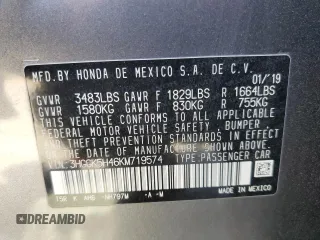 MFD.BY HONDA DE MEXICO S.A. DE C.V.
01/19
GVWR 3483LBS GAWR F 1829LBS R 1664LBS
GVWR 1580KG GAWR F 830KG R 755KG
THIS VEHICLE CONFORMS TO ALL APPLICABLE
FEDERAL MOTOR VEHICLE SAFETY, BUMPER
AND THEFT PREVENTION STANDARDS IN EFFECT
ON THE DATE OF MANUFACTURE SHOWN ABOVE.
3HGGK5H46KM719574 TYPE:PASSENGER CAR
-A -M
MADE IN MEXICO
DREAMBID